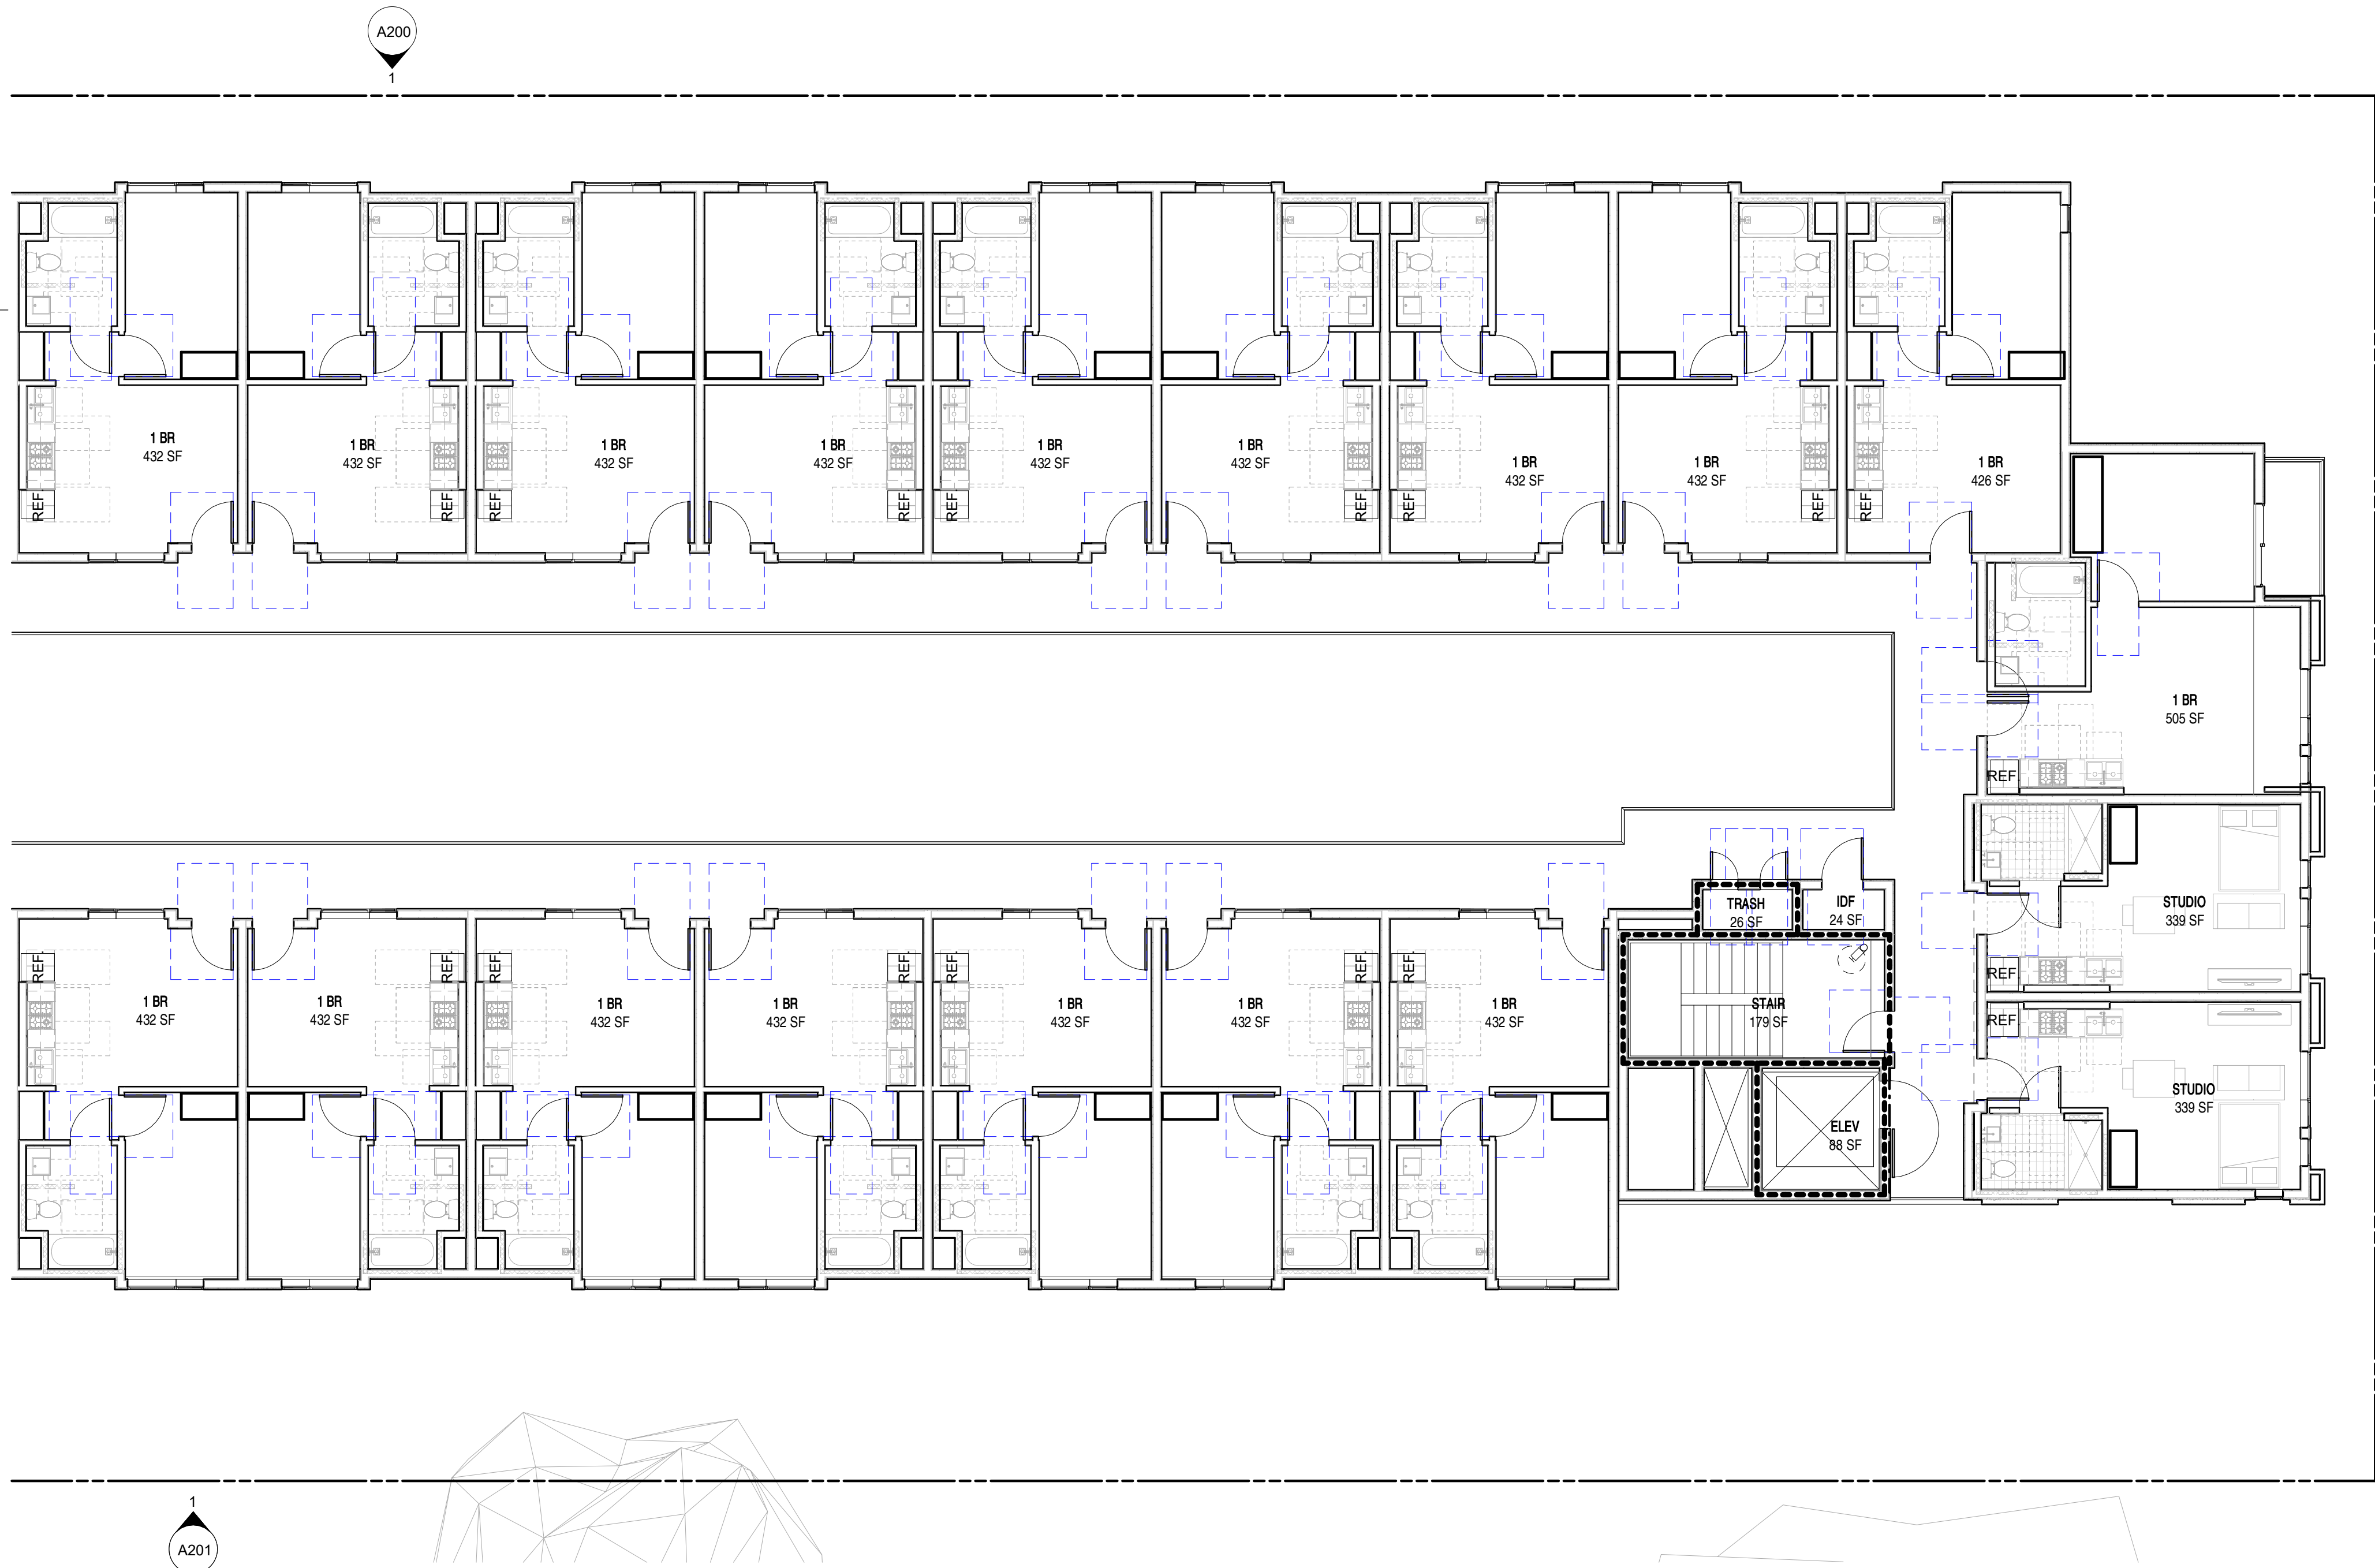 A200
1
1 BR
432 SF
1 BR
432 SF
1 BR
432 SF
1 BR
432 SF
1 BR
432 SF
1 BR
432 SF
1 BR
432 SF
1 BR
432 SF
1 BR
426 SF
REF.
REF.
REF.
REF.
REF.
REF.
REF.
REF.
REF.
1 BR
505 SF
REF.
TRASH
26 SF
IDF
24 SF
STUDIO
339 SF
REF.
REF.
REF.
REF.
REF.
REF.
REF.
REF.
1 BR
432 SF
1 BR
432 SF
1 BR
432 SF
1 BR
432 SF
1 BR
432 SF
1 BR
432 SF
1 BR
432 SF
STAIR
179 SF
REF.
STUDIO
339 SF
ELEV
88 SF
1
A201